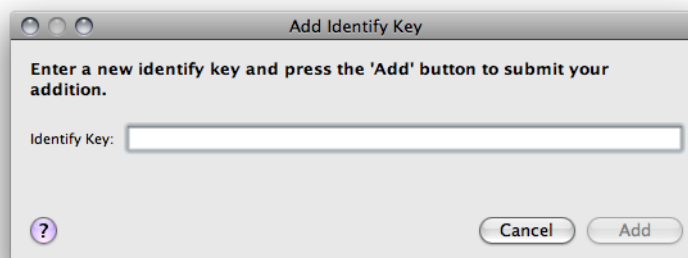 Add Identify Key
Enter a new identify key and press the 'Add' button to submit your
addition.
Identify Key:
?
Cancel
Add